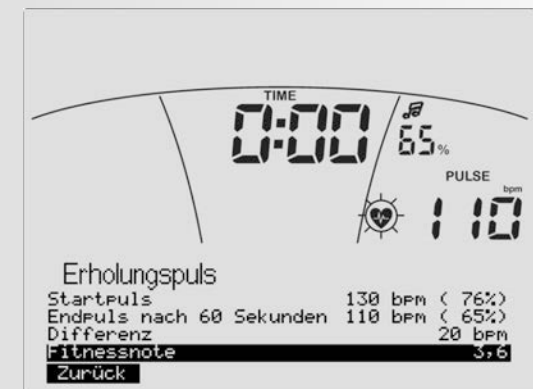 TIME
0:00
65%
PULSE
bpm
110
Erholungspuls
Startpuls 130 bpm ( 76%)
Endpuls nach 60 Sekunden 110 bpm ( 65%)
Differenz 20 bpm
Fitnessnote 3,6
Zurück